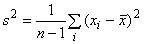 s² = 1/(n-1) ∑ᵢ (xᵢ - x̄)²